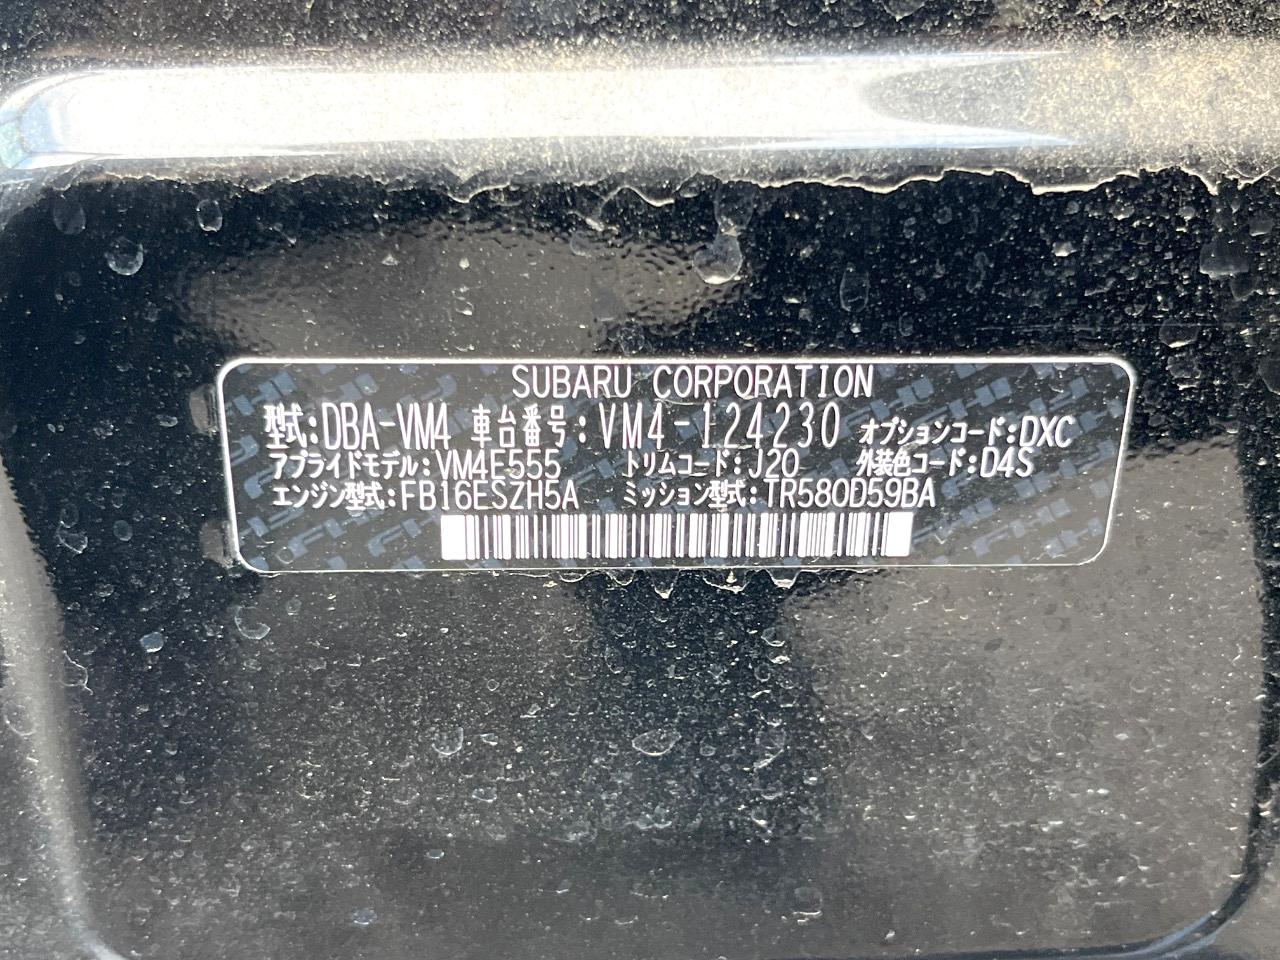 SUBARU CORPORATION
型式:DBA-VM4 車台番号:VM4-124230 オプションコード:DXC
アプライドモデル:VM4E555 トリムコード:J20 外装色コード:D4S
エンジン型式:FB16ESZH5A ミッション型式:TR580D59BA